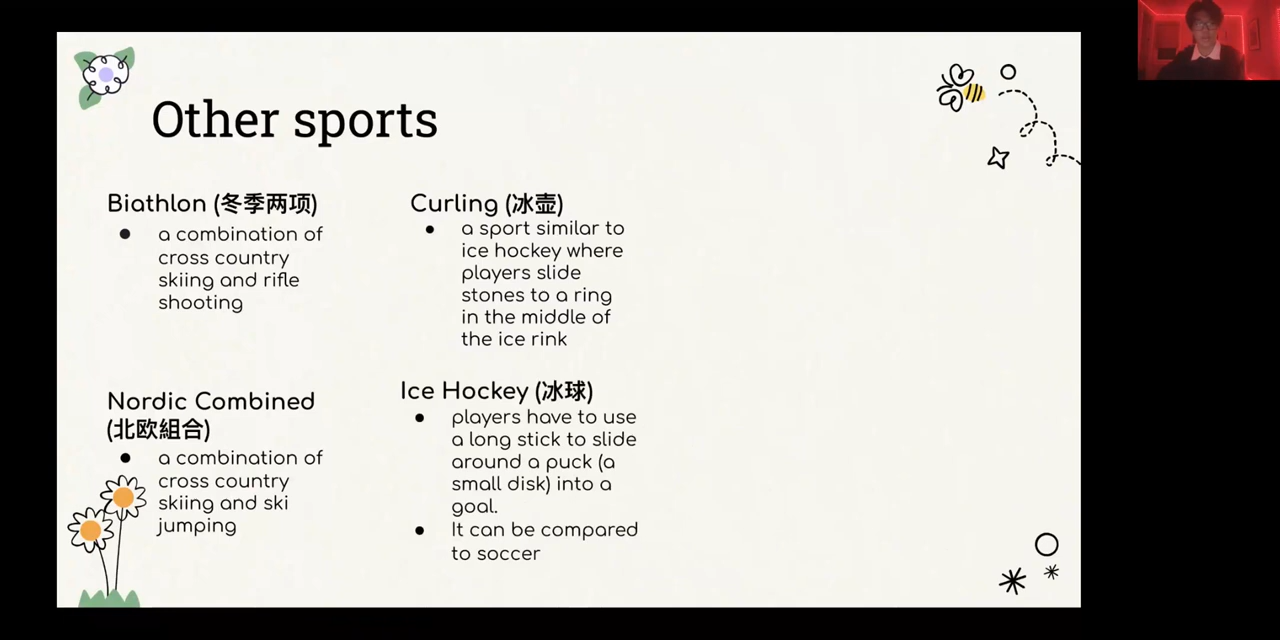 Other sports
Biathlon (冬季两项)
● a combination of
cross country
skiing and rifle
shooting
Nordic Combined
(北欧組合)
● a combination of
cross country
skiing and ski
jumping
Curling (冰壶)
● a sport similar to
ice hockey where
players slide
stones to a ring
in the middle of
the ice rink
Ice Hockey (冰球)
● players have to use
a long stick to slide
around a puck (a
small disk) into a
goal.
● It can be compared
to soccer